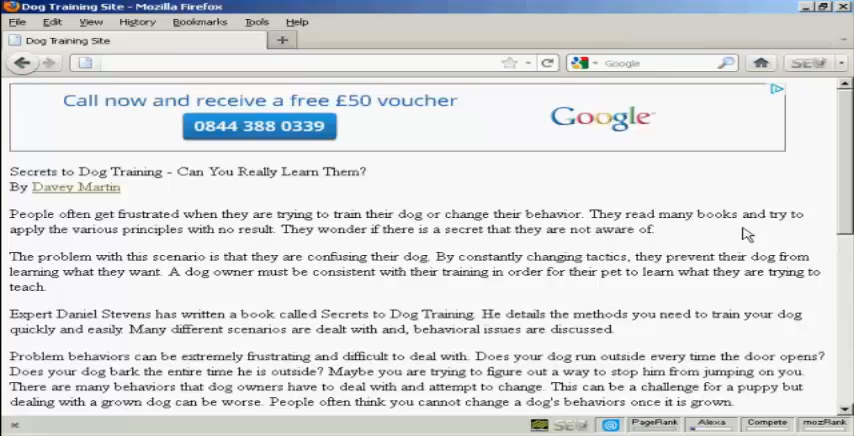 Dog Training Site - Mozilla Firefox
File Edit View History Bookmarks Tools Help
Dog Training Site
Google
SEO
Call now and receive a free £50 voucher
0844 388 0339
Google
Secrets to Dog Training - Can You Really Learn Them?
By Davey Martin
People often get frustrated when they are trying to train their dog or change their behavior. They read many books and try to
apply the various principles with no result. They wonder if there is a secret that they are not aware of.
The problem with this scenario is that they are confusing their dog. By constantly changing tactics, they prevent their dog from
learning what they want. A dog owner must be consistent with their training in order for their pet to learn what they are trying to
teach.
Expert Daniel Stevens has written a book called Secrets to Dog Training. He details the methods you need to train your dog
quickly and easily. Many different scenarios are dealt with and, behavioral issues are discussed.
Problem behaviors can be extremely frustrating and difficult to deal with. Does your dog run outside every time the door opens?
Does your dog bark the entire time he is outside? Maybe you are trying to figure out a way to stop him from jumping on you.
There are many behaviors that dog owners have to deal with and attempt to change. This can be a challenge for a puppy but
dealing with a grown dog can be worse. People often think you cannot change a dog's behaviors once it is grown.
SEO PageRank Alexa Compete mozRank